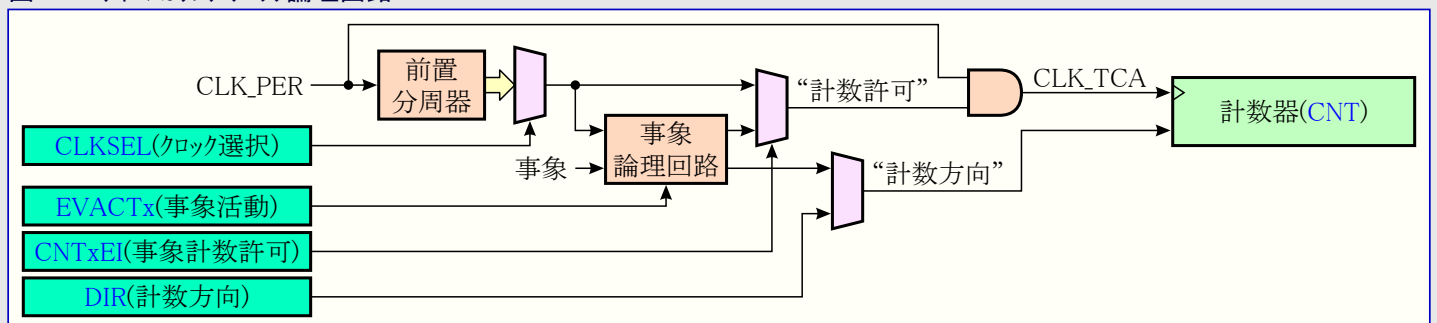 CLK_PER
前置
分周器
“計数許可”
CLK_TCA
計数器(CNT)
CLKSEL(クロック選択)
事象
事象
論理回路
“計数方向”
EVACTx(事象活動)
CNTxEI(事象計数許可)
DIR(計数方向)